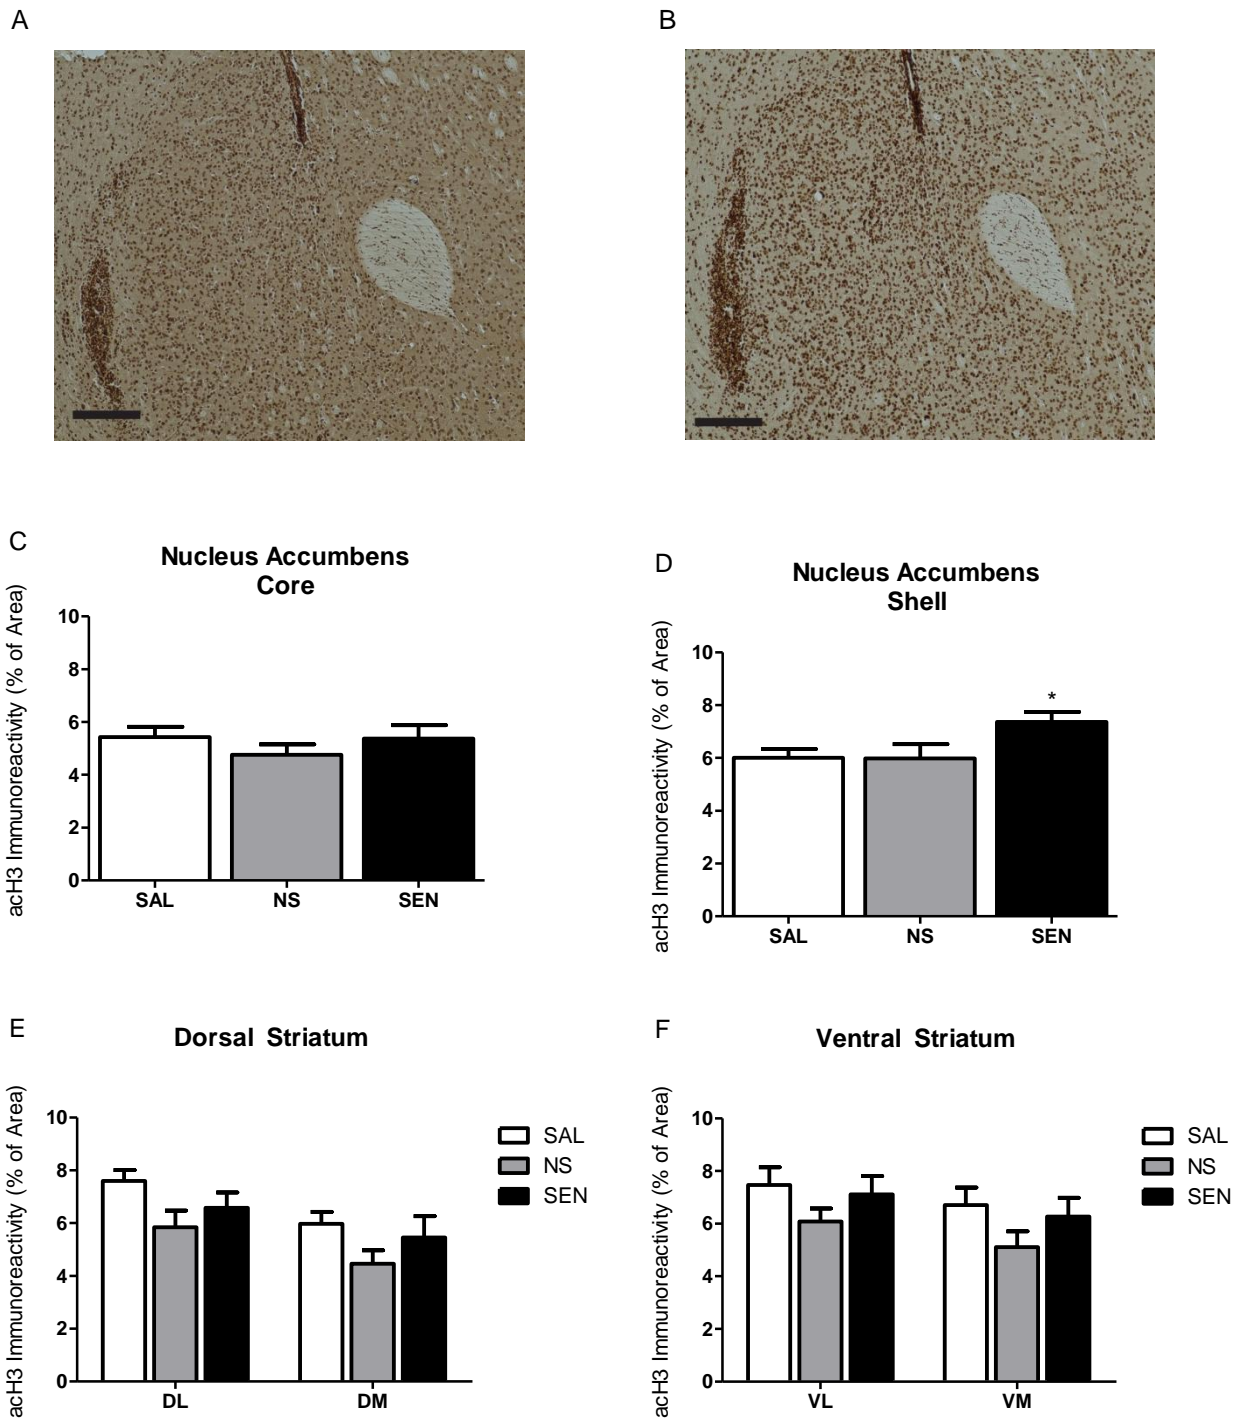 A
B
C
Nucleus Accumbens
Core
acH3 Immunoreactivity (% of Area)
10
8
6
4
2
0
SAL NS SEN
D
Nucleus Accumbens
Shell
acH3 Immunoreactivity (% of Area)
10
8
6
4
2
0
*
SAL NS SEN
E
Dorsal Striatum
acH3 Immunoreactivity (% of Area)
10
8
6
4
2
0
DL DM
SAL
NS
SEN
F
Ventral Striatum
acH3 Immunoreactivity (% of Area)
10
8
6
4
2
0
VL VM
SAL
NS
SEN